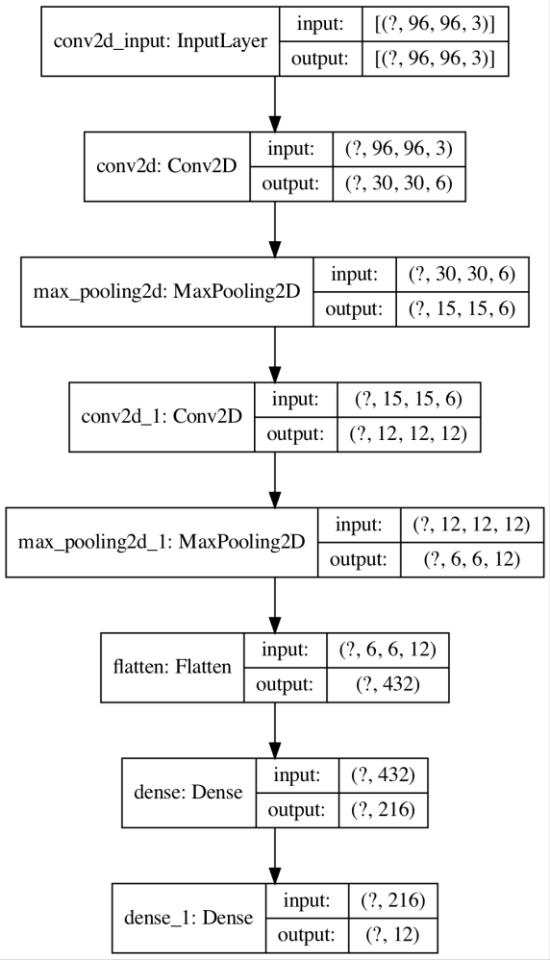 conv2d_input: InputLayer
input: [(?, 96, 96, 3)]
output: [(?, 96, 96, 3)]
conv2d: Conv2D
input: (?, 96, 96, 3)
output: (?, 30, 30, 6)
max_pooling2d: MaxPooling2D
input: (?, 30, 30, 6)
output: (?, 15, 15, 6)
conv2d_1: Conv2D
input: (?, 15, 15, 6)
output: (?, 12, 12, 12)
max_pooling2d_1: MaxPooling2D
input: (?, 12, 12, 12)
output: (?, 6, 6, 12)
flatten: Flatten
input: (?, 6, 6, 12)
output: (?, 432)
dense: Dense
input: (?, 432)
output: (?, 216)
dense_1: Dense
input: (?, 216)
output: (?, 12)